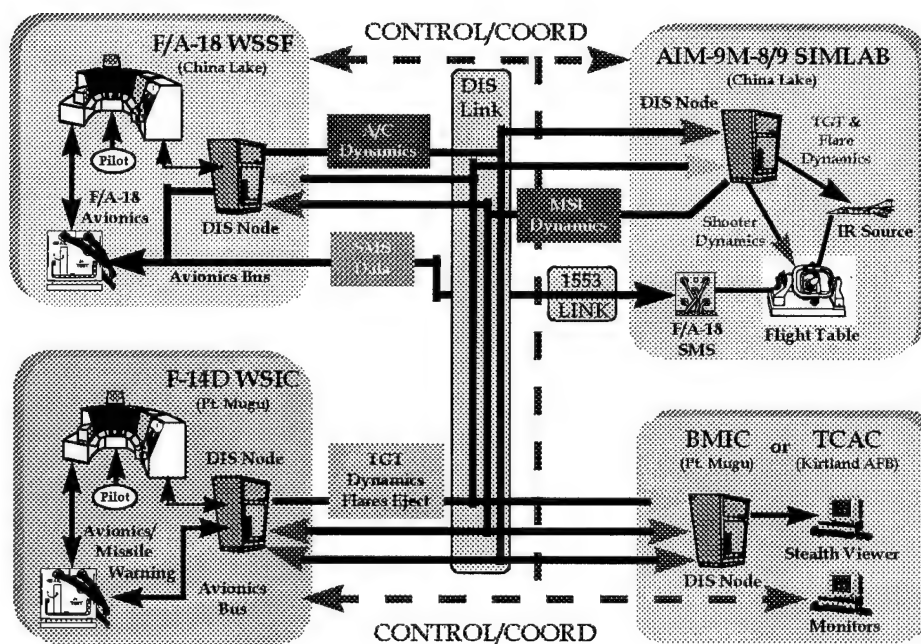 CONTROL/COORD
F/A-18 WSSF
(China Lake)
Pilot
F/A-18
Avionics
DIS Node
Avionics Bus
A/C
Dynamics
SMS
Data
DIS
Link
MSL
Dynamics
1553
LINK
AIM-9M-8/9 SIMLAB
(China Lake)
DIS Node
TGT &
Flare
Dynamics
Shooter
Dynamics
IR Source
F/A-18
SMS
Flight Table
F-14D WSIC
(Pt. Mugu)
DIS Node
Pilot
Avionics/
Missile
Warning
Avionics
Bus
TGT
Dynamics
Flares Eject
BMIC or TCAC
(Pt. Mugu) (Kirtland AFB)
Stealth Viewer
DIS Node
Monitors
CONTROL/COORD